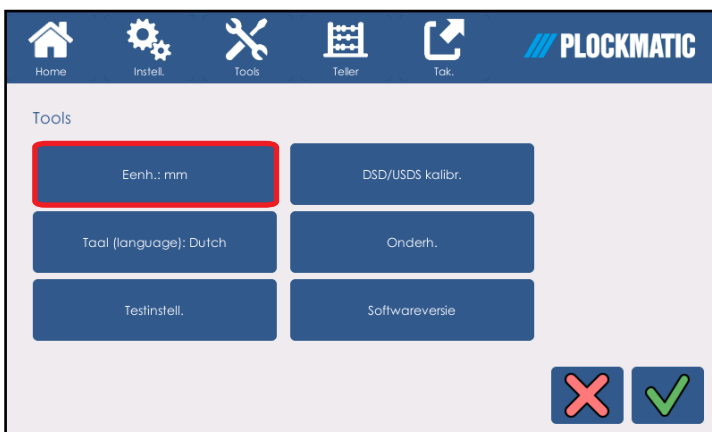 Home
Instell.
Tools
Teller
Tak.
PLOCKMATIC
Tools
Eenh.: mm
DSD/USDS kalibr.
Taal (language): Dutch
Onderh.
Testinstell.
Softwareversie